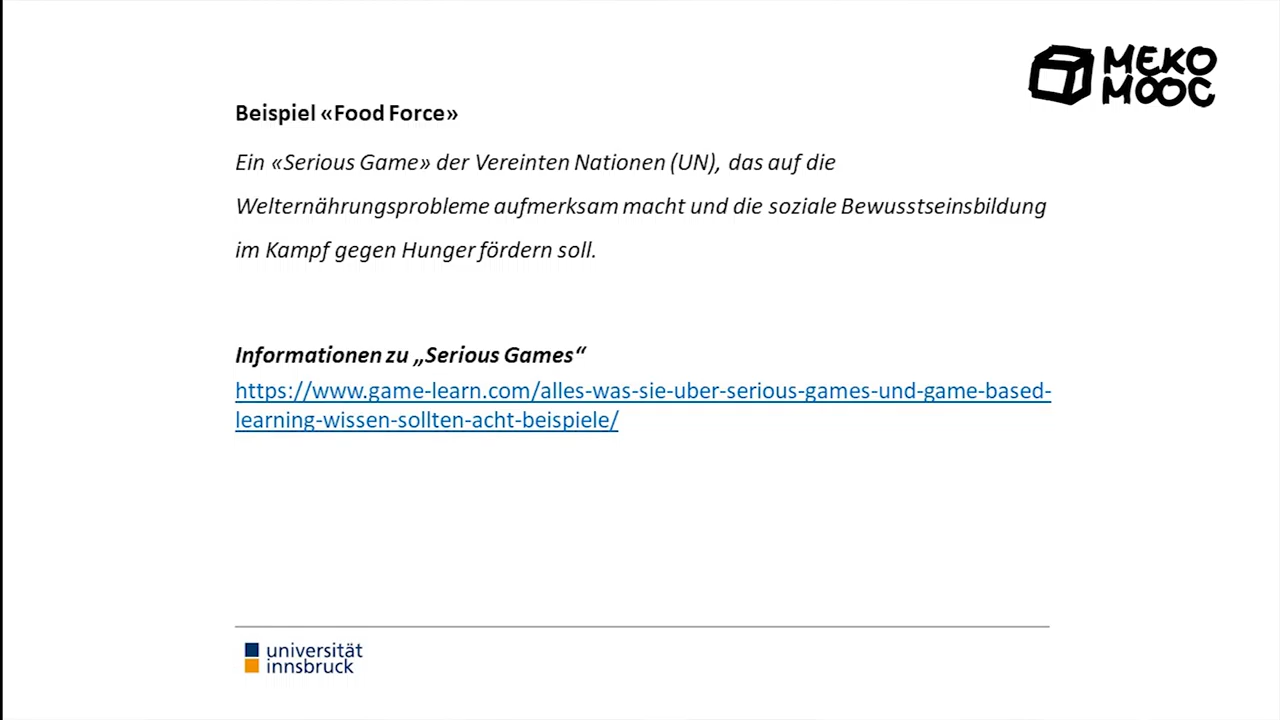 MEKO
MOOC
Beispiel «Food Force»
Ein «Serious Game» der Vereinten Nationen (UN), das auf die
Welternährungsprobleme aufmerksam macht und die soziale Bewusstseinsbildung
im Kampf gegen Hunger fördern soll.
Informationen zu „Serious Games“
https://www.game-learn.com/alles-was-sie-uber-serious-games-und-game-based-
learning-wissen-sollten-acht-beispiele/
universität
innsbruck